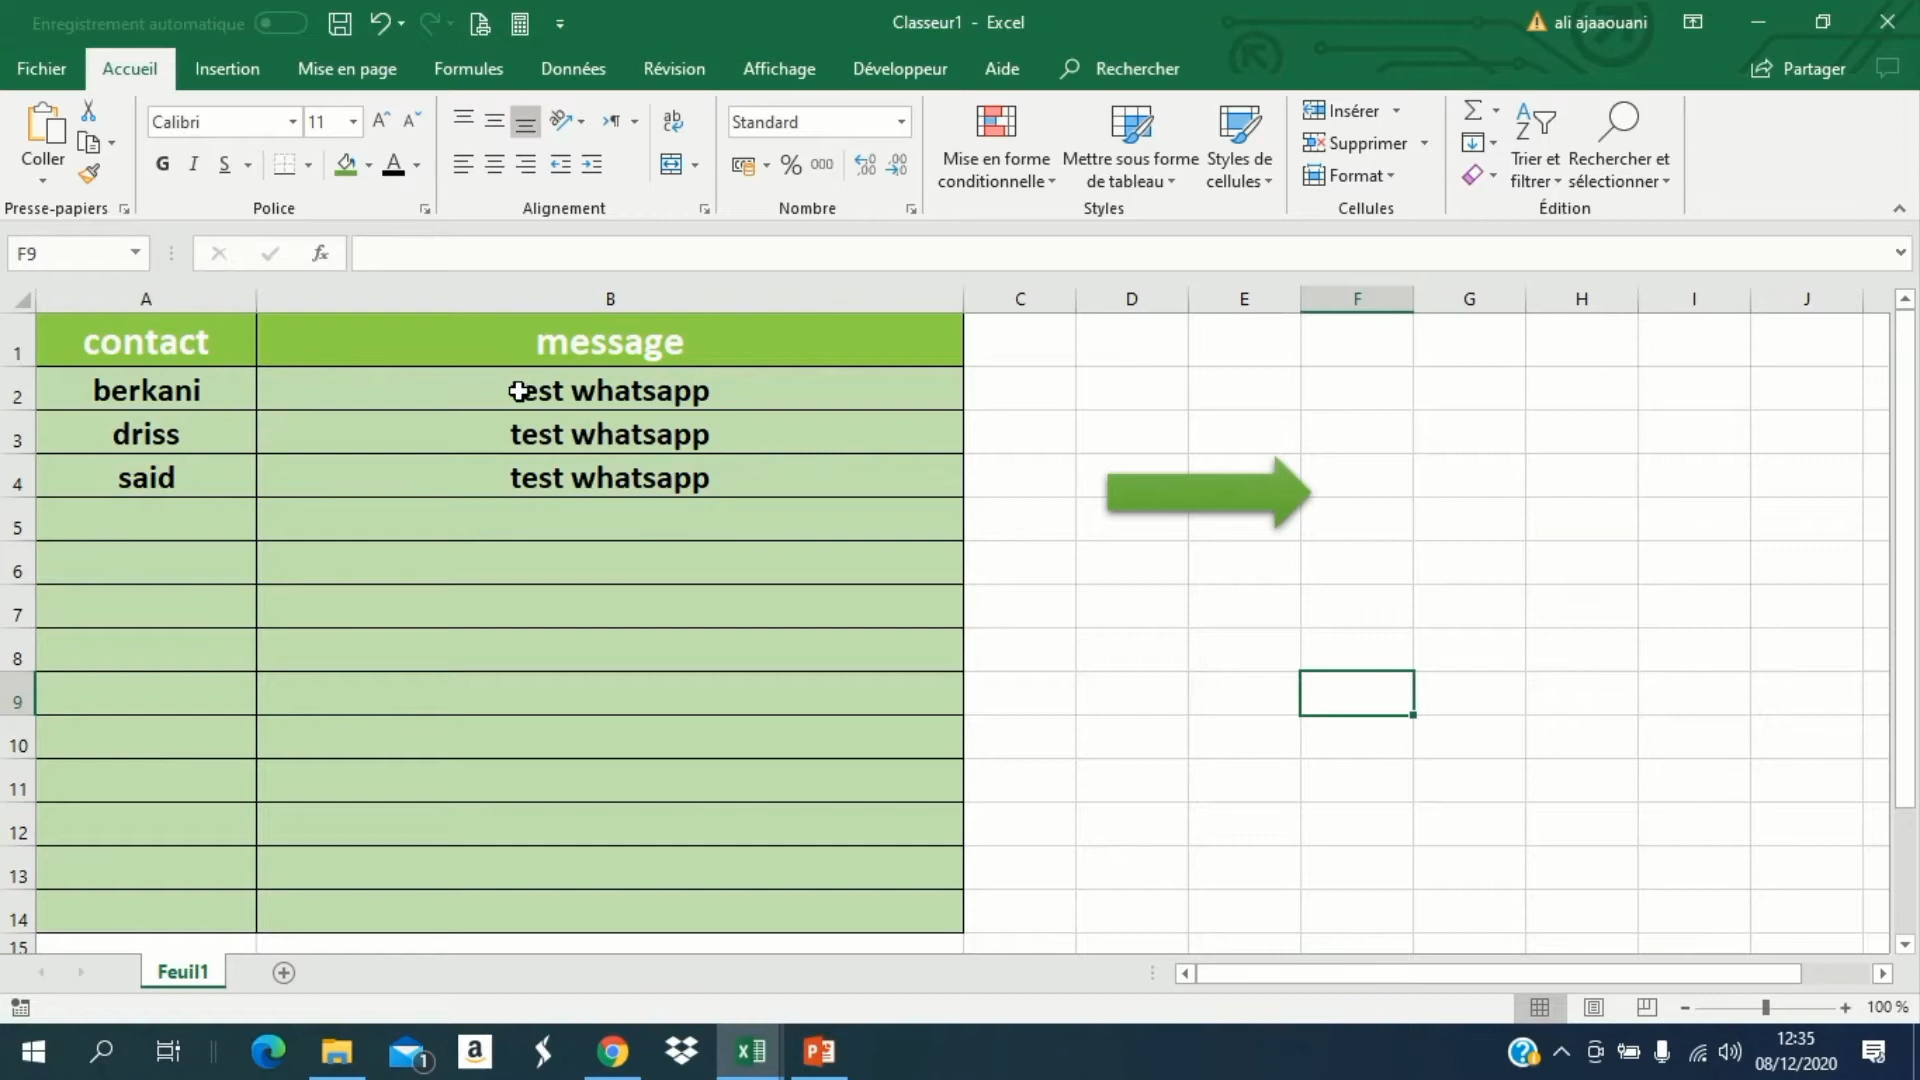 Enregistrement automatique
Classeur1 - Excel
ali ajaaouani
Fichier Accueil Insertion Mise en page Formules Données Révision Affichage Développeur Aide Rechercher Partager
Coller
Calibri 11
G I S
ab c
Standard
% 000
Mise en forme conditionnelle
Mettre sous forme de tableau
Styles de cellules
Insérer
Supprimer
Format
Trier et filtrer
Rechercher et sélectionner
Presse-papiers Police Alignement Nombre Styles Cellules Édition
F9 fx
A B C D E F G H I J
1 contact message
2 berkani test whatsapp
3 driss test whatsapp
4 said test whatsapp
5
6
7
8
9
10
11
12
13
14
15
Feuil1
100 %
1
12:35
08/12/2020